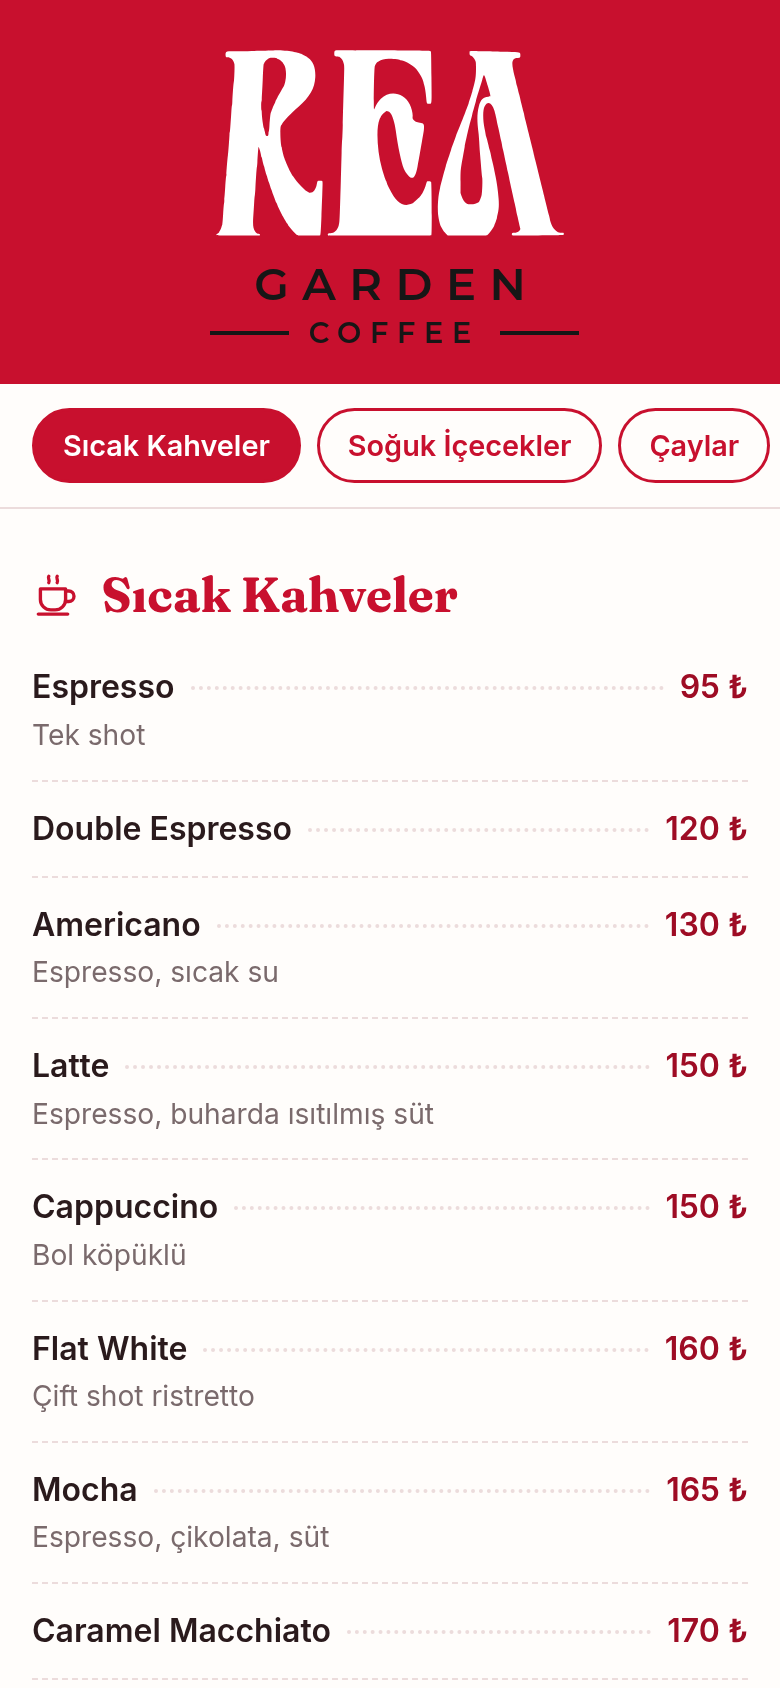 REA
GARDEN
COFFEE
Sıcak Kahveler
Soğuk İçecekler
Çaylar
Sıcak Kahveler
Espresso 95 ₺
Tek shot
Double Espresso 120 ₺
Americano 130 ₺
Espresso, sıcak su
Latte 150 ₺
Espresso, buharda ısıtılmış süt
Cappuccino 150 ₺
Bol köpüklü
Flat White 160 ₺
Çift shot ristretto
Mocha 165 ₺
Espresso, çikolata, süt
Caramel Macchiato 170 ₺